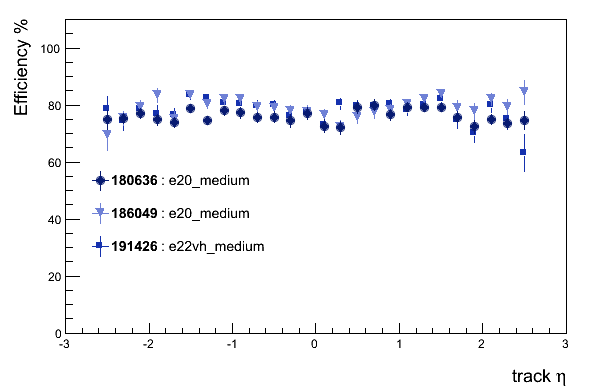 Efficiency %
100
80
60
180636 : e20_medium
186049 : e20_medium
40
191426 : e22vh_medium
20
0
-3 -2 -1 0 1 2 3
track η